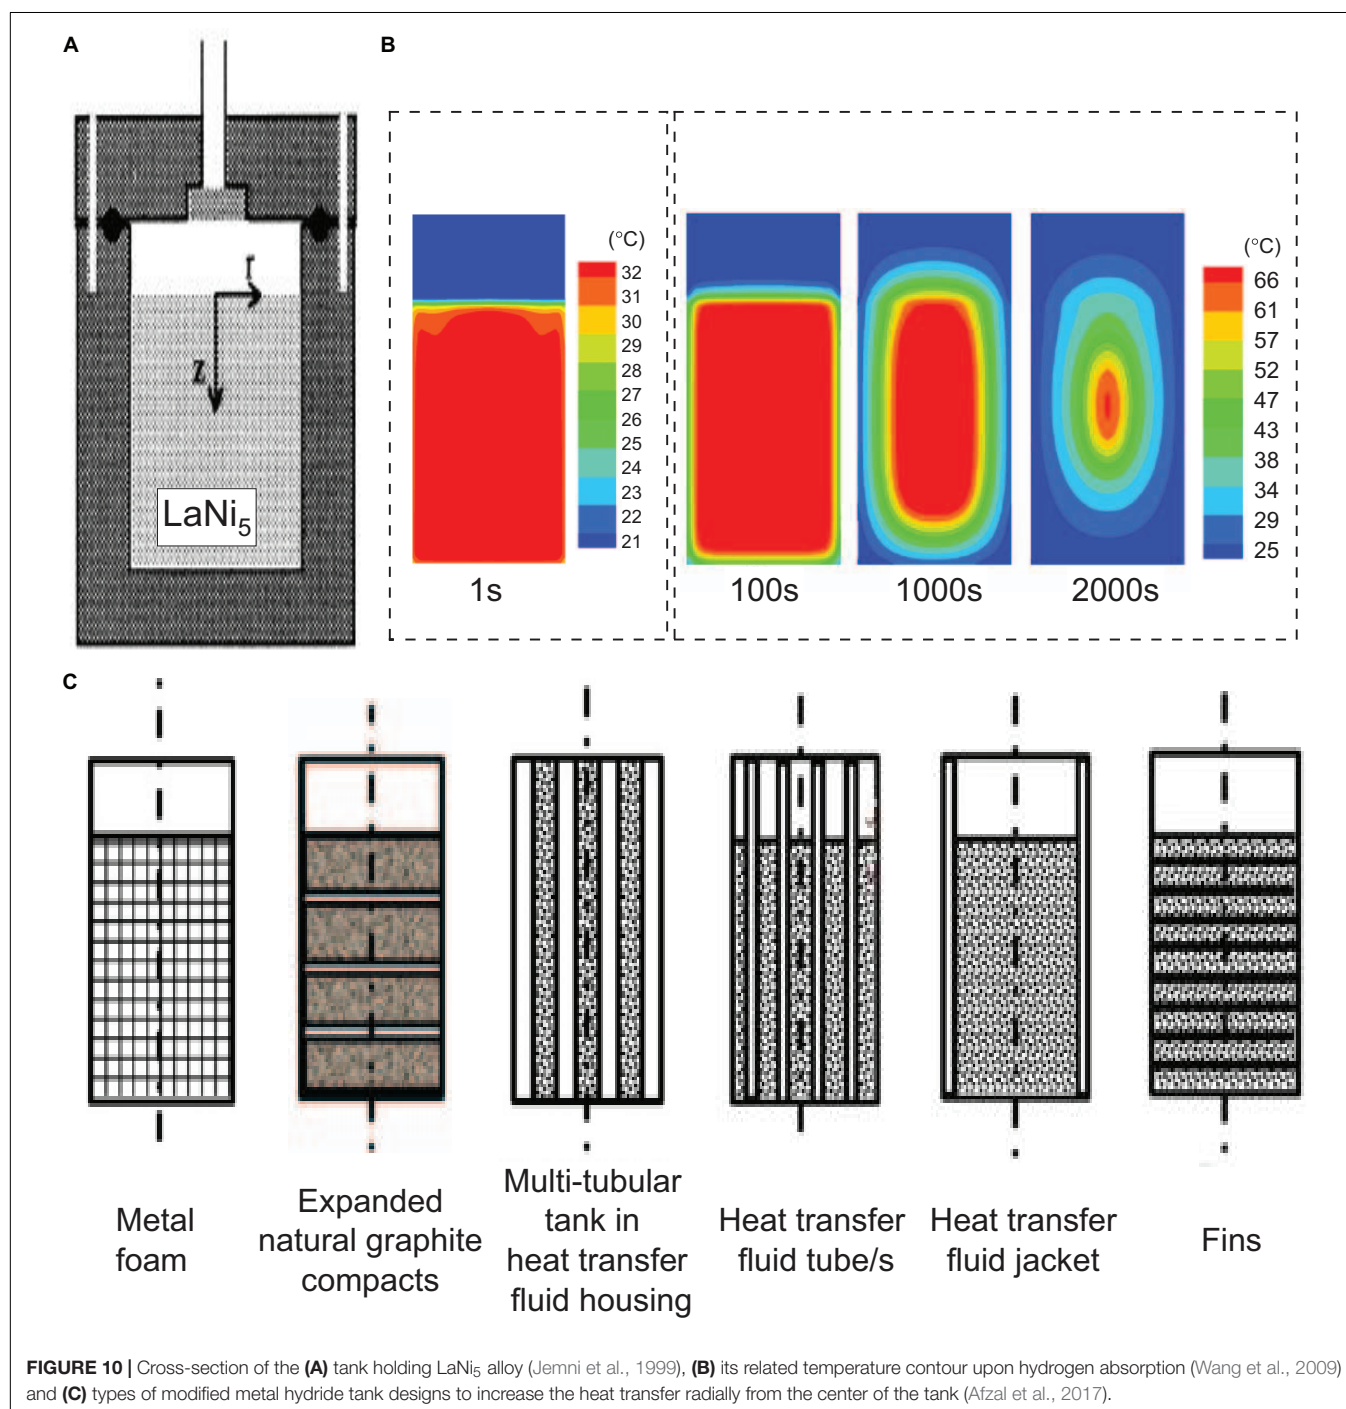 A
B
r
Z
LaNi5
(°C)
32
31
30
29
28
27
26
25
24
23
22
21
1s
100s
1000s
2000s
(°C)
66
61
57
52
47
43
38
34
29
25
C
Metal
foam
Expanded
natural graphite
compacts
Multi-tubular
tank in
heat transfer
fluid housing
Heat transfer
fluid tube/s
Heat transfer
fluid jacket
Fins
FIGURE 10 | Cross-section of the (A) tank holding LaNi5 alloy (Jemni et al., 1999), (B) its related temperature contour upon hydrogen absorption (Wang et al., 2009)
and (C) types of modified metal hydride tank designs to increase the heat transfer radially from the center of the tank (Afzal et al., 2017).